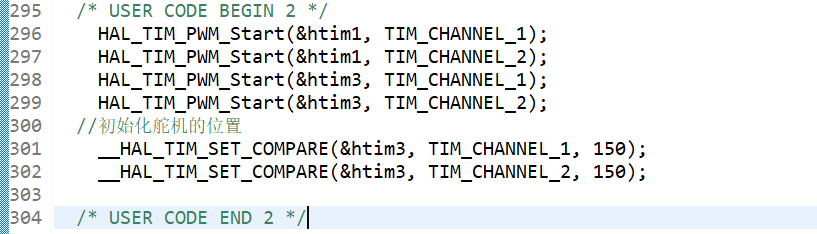 295 /* USER CODE BEGIN 2 */
296 HAL_TIM_PWM_Start(&htim1, TIM_CHANNEL_1);
297 HAL_TIM_PWM_Start(&htim1, TIM_CHANNEL_2);
298 HAL_TIM_PWM_Start(&htim3, TIM_CHANNEL_1);
299 HAL_TIM_PWM_Start(&htim3, TIM_CHANNEL_2);
300 //初始化舵机的位置
301 __HAL_TIM_SET_COMPARE(&htim3, TIM_CHANNEL_1, 150);
302 __HAL_TIM_SET_COMPARE(&htim3, TIM_CHANNEL_2, 150);
303
304 /* USER CODE END 2 */